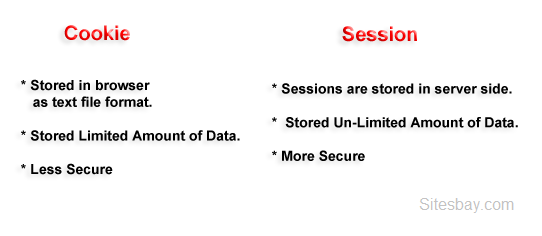 Cookie
* Stored in browser
as text file format.
* Stored Limited Amount of Data.
* Less Secure
Session
* Sessions are stored in server side.
* Stored Un-Limited Amount of Data.
* More Secure
Sitesbay.com